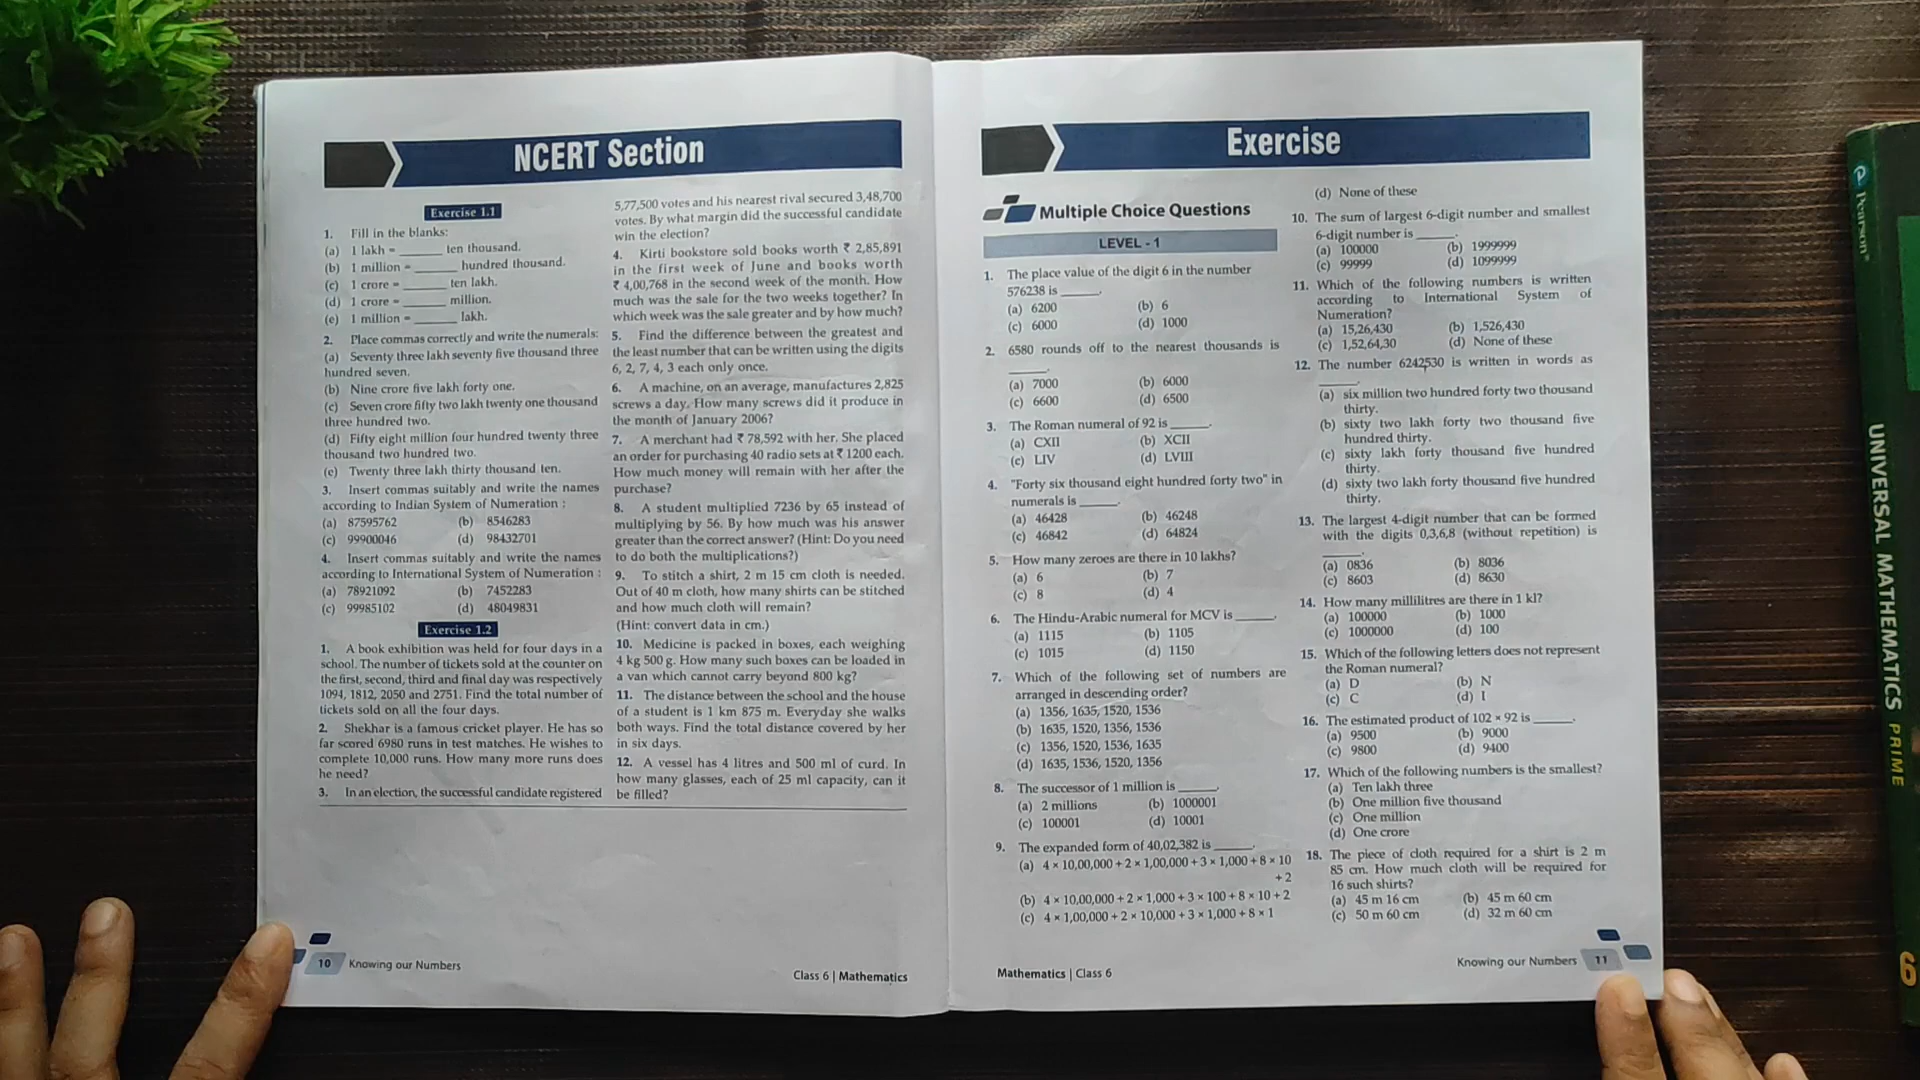 NCERT Section
Exercise 1.1
1. Fill in the blanks:
(a) 1 lakh = _______ ten thousand.
(b) 1 million = _______ hundred thousand.
(c) 1 crore = _______ ten lakh.
(d) 1 crore = _______ million.
(e) 1 million = _______ lakh.
2. Place commas correctly and write the numerals:
(a) Seventy three lakh seventy five thousand three
hundred seven.
(b) Nine crore five lakh forty one.
(c) Seven crore fifty two lakh twenty one thousand
three hundred two.
(d) Fifty eight million four hundred twenty three
thousand two hundred two.
(e) Twenty three lakh thirty thousand ten.
3. Insert commas suitably and write the names
according to Indian System of Numeration :
(a) 87595762 (b) 8546283
(c) 99900046 (d) 98432701
4. Insert commas suitably and write the names
according to International System of Numeration :
(a) 78921092 (b) 7452283
(c) 99985102 (d) 48049831
Exercise 1.2
1. A book exhibition was held for four days in a
school. The number of tickets sold at the counter on
the first, second, third and final day was respectively
1094, 1812, 2050 and 2751. Find the total number of
tickets sold on all the four days.
2. Shekhar is a famous cricket player. He has so
far scored 6980 runs in test matches. He wishes to
complete 10,000 runs. How many more runs does
he need?
3. In an election, the successful candidate registered
5,77,500 votes and his nearest rival secured 3,48,700
votes. By what margin did the successful candidate
win the election?
4. Kirti bookstore sold books worth ₹ 2,85,891
in the first week of June and books worth
₹ 4,00,768 in the second week of the month. How
much was the sale for the two weeks together? In
which week was the sale greater and by how much?
5. Find the difference between the greatest and
the least number that can be written using the digits
6, 2, 7, 4, 3 each only once.
6. A machine, on an average, manufactures 2,825
screws a day. How many screws did it produce in
the month of January 2006?
7. A merchant had ₹ 78,592 with her. She placed
an order for purchasing 40 radio sets at ₹ 1200 each.
How much money will remain with her after the
purchase?
8. A student multiplied 7236 by 65 instead of
multiplying by 56. By how much was his answer
greater than the correct answer? (Hint: Do you need
to do both the multiplications?)
9. To stitch a shirt, 2 m 15 cm cloth is needed.
Out of 40 m cloth, how many shirts can be stitched
and how much cloth will remain?
(Hint: convert data in cm.)
10. Medicine is packed in boxes, each weighing
4 kg 500 g. How many such boxes can be loaded in
a van which cannot carry beyond 800 kg?
11. The distance between the school and the house
of a student is 1 km 875 m. Everyday she walks
both ways. Find the total distance covered by her
in six days.
12. A vessel has 4 litres and 500 ml of curd. In
how many glasses, each of 25 ml capacity, can it
be filled?
10 Knowing our Numbers
Class 6 | Mathematics
Exercise
Multiple Choice Questions
LEVEL - 1
1. The place value of the digit 6 in the number
576238 is ______.
(a) 6200 (b) 6
(c) 6000 (d) 1000
2. 6580 rounds off to the nearest thousands is
______.
(a) 7000 (b) 6000
(c) 6600 (d) 6500
3. The Roman numeral of 92 is ______.
(a) CXII (b) XCII
(c) LIV (d) LVIII
4. "Forty six thousand eight hundred forty two" in
numerals is ______.
(a) 46428 (b) 46248
(c) 46842 (d) 64824
5. How many zeroes are there in 10 lakhs?
(a) 6 (b) 7
(c) 8 (d) 4
6. The Hindu-Arabic numeral for MCV is ______.
(a) 1115 (b) 1105
(c) 1015 (d) 1150
7. Which of the following set of numbers are
arranged in descending order?
(a) 1356, 1635, 1520, 1536
(b) 1635, 1520, 1356, 1536
(c) 1356, 1520, 1536, 1635
(d) 1635, 1536, 1520, 1356
8. The successor of 1 million is ______.
(a) 2 millions (b) 1000001
(c) 100001 (d) 10001
9. The expanded form of 40,02,382 is ______.
(a) 4 × 10,00,000 + 2 × 1,00,000 + 3 × 1,000 + 8 × 10
+ 2
(b) 4 × 10,00,000 + 2 × 1,000 + 3 × 100 + 8 × 10 + 2
(c) 4 × 1,00,000 + 2 × 10,000 + 3 × 1,000 + 8 × 1
(d) None of these
10. The sum of largest 6-digit number and smallest
6-digit number is ______.
(a) 100000 (b) 1999999
(c) 99999 (d) 1099999
11. Which of the following numbers is written
according to International System of
Numeration?
(a) 15,26,430 (b) 1,526,430
(c) 1,52,64,30 (d) None of these
12. The number 6242530 is written in words as
______.
(a) six million two hundred forty two thousand
thirty.
(b) sixty two lakh forty two thousand five
hundred thirty.
(c) sixty lakh forty thousand five hundred
thirty.
(d) sixty two lakh forty thousand five hundred
thirty.
13. The largest 4-digit number that can be formed
with the digits 0,3,6,8 (without repetition) is
______.
(a) 0836 (b) 8036
(c) 8603 (d) 8630
14. How many millilitres are there in 1 kl?
(a) 100000 (b) 1000
(c) 1000000 (d) 100
15. Which of the following letters does not represent
the Roman numeral?
(a) D (b) N
(c) C (d) I
16. The estimated product of 102 × 92 is ______.
(a) 9500 (b) 9000
(c) 9800 (d) 9400
17. Which of the following numbers is the smallest?
(a) Ten lakh three
(b) One million five thousand
(c) One million
(d) One crore
18. The piece of cloth required for a shirt is 2 m
85 cm. How much cloth will be required for
16 such shirts?
(a) 45 m 16 cm (b) 45 m 60 cm
(c) 50 m 60 cm (d) 32 m 60 cm
Mathematics | Class 6
Knowing our Numbers 11
Pearson
UNIVERSAL MATHEMATICS PRIME
6